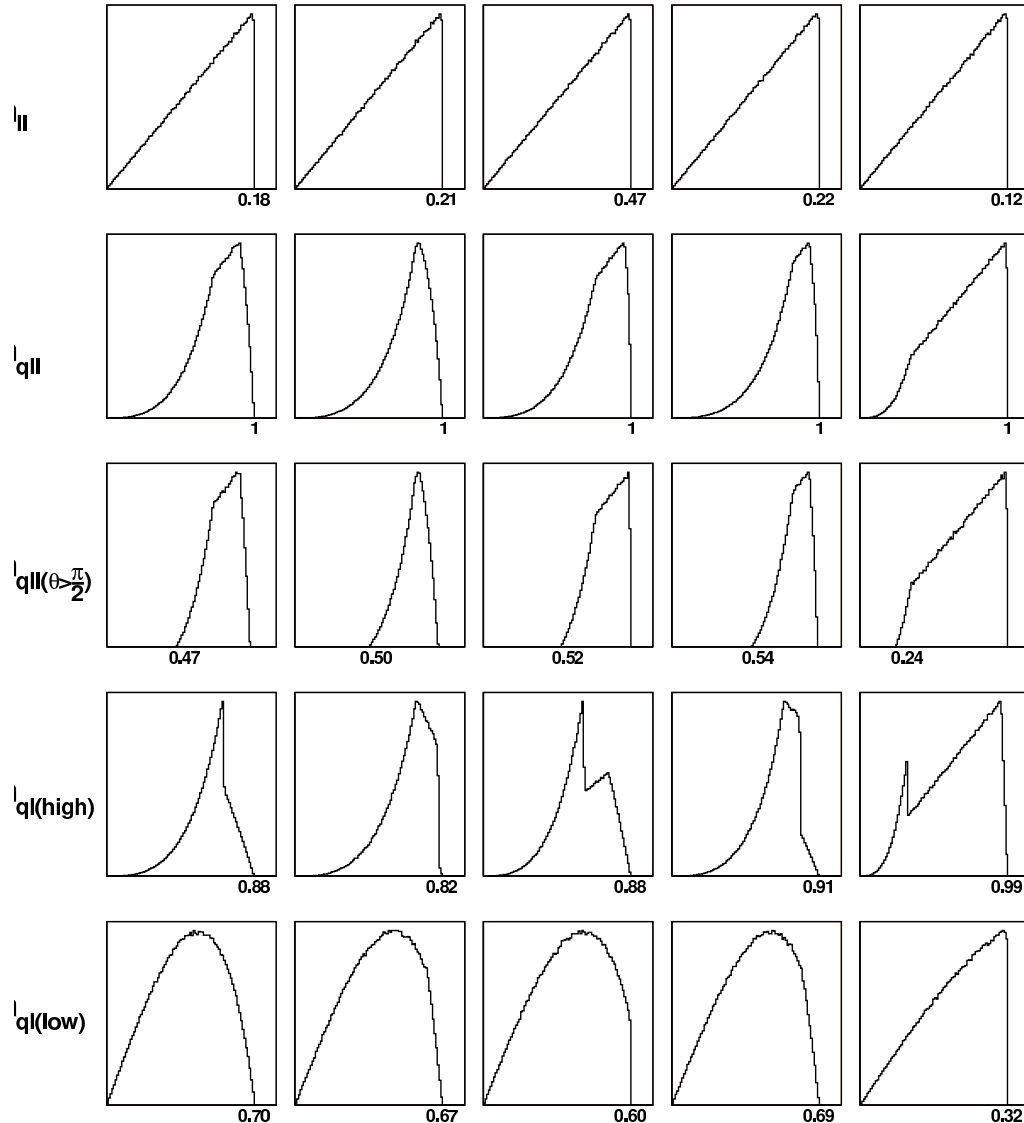 ll
0.18 0.21 0.47 0.22 0.12
qll
1 1 1 1 1
qll(θ>π/2)
0.47 0.50 0.52 0.54 0.24
ql(high)
0.88 0.82 0.88 0.91 0.99
ql(low)
0.70 0.67 0.60 0.69 0.32